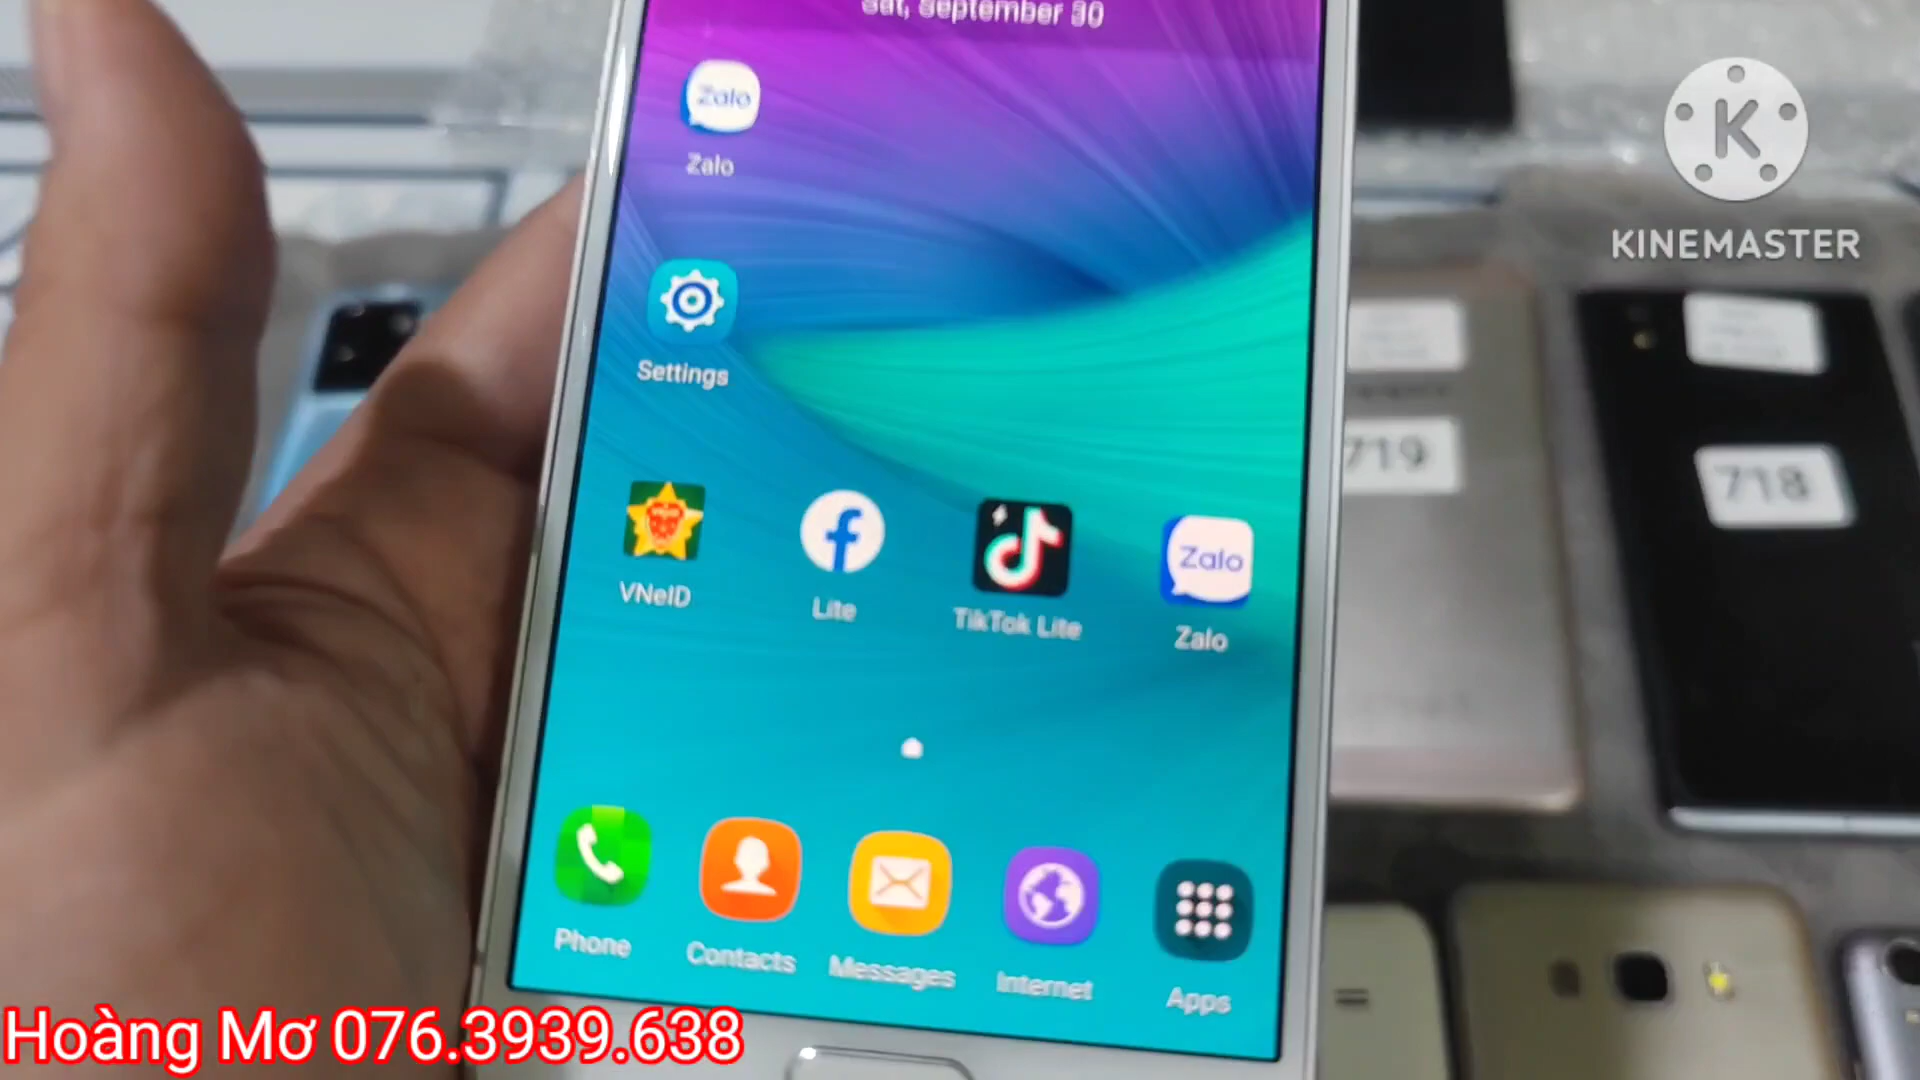 Sat, September 30
Zalo
Zalo
KINEMASTER
Settings
719
718
VNeID
Lite
TikTok Lite
Zalo
Zalo
Phone
Contacts
Messages
Internet
Apps
Hoàng Mơ 076.3939.638